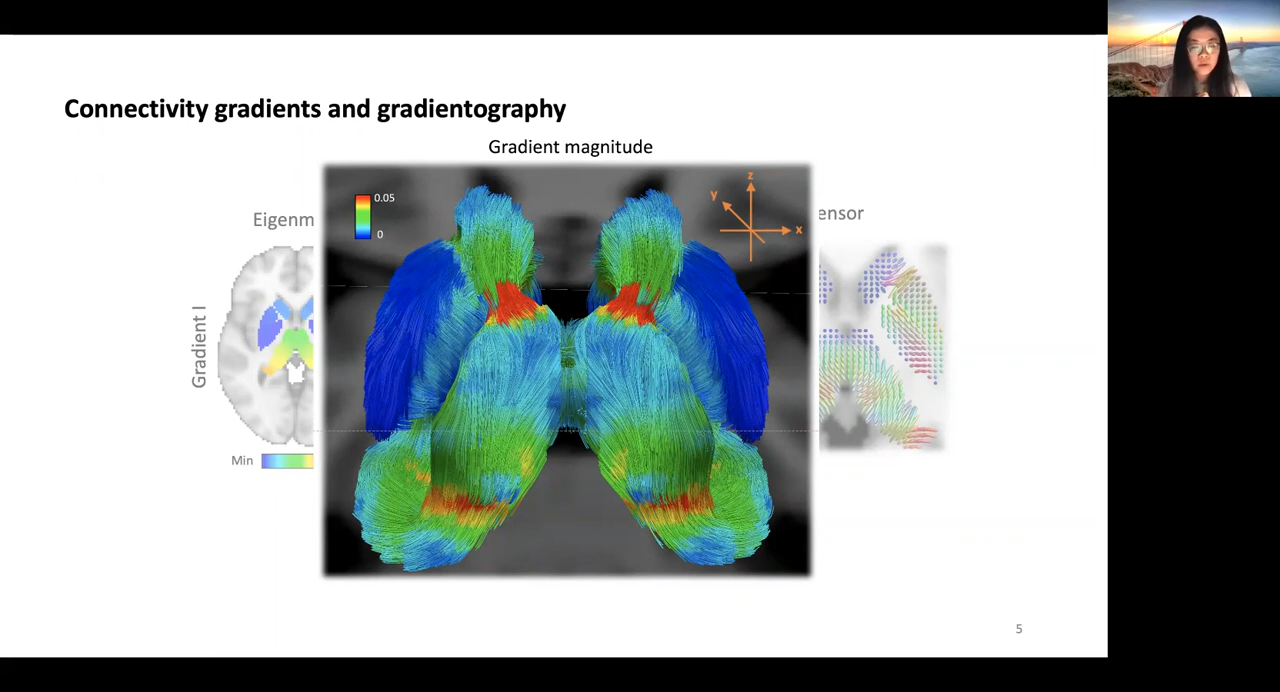 Connectivity gradients and gradientography
Gradient magnitude
Eigenm
ensor
Gradient I
0.05
0
z
y
x
Min
5